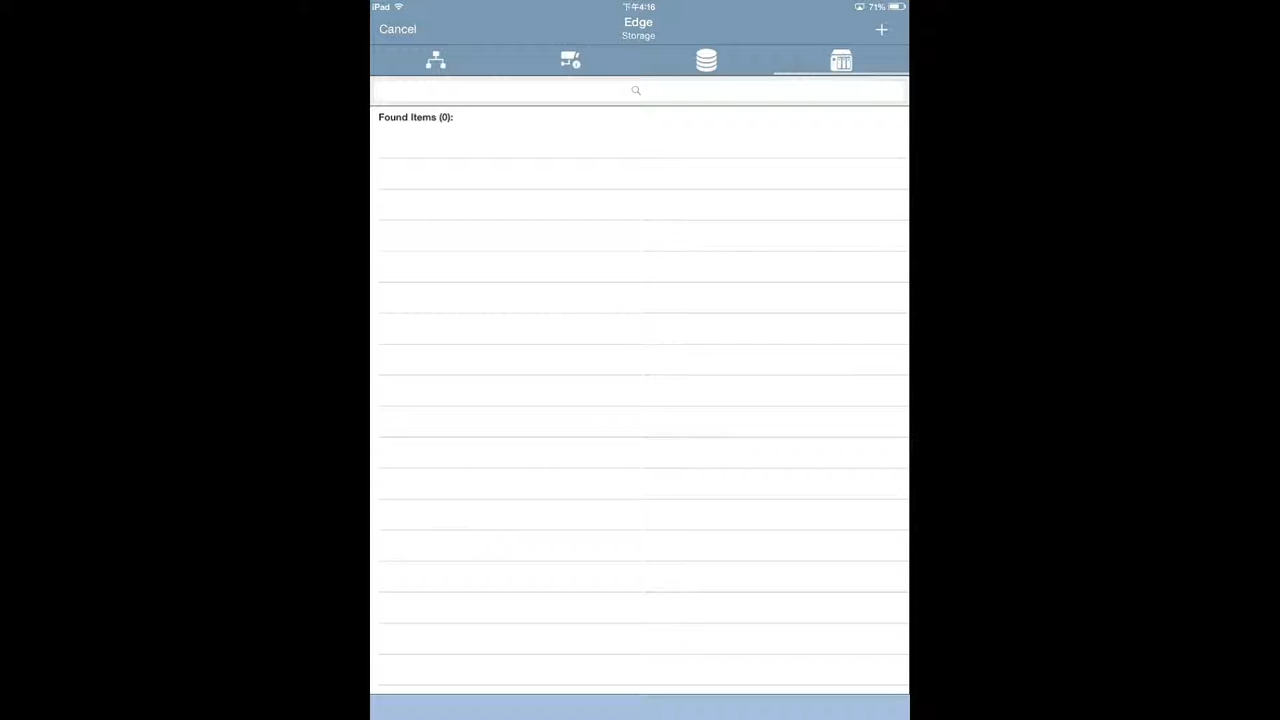 iPad 下午4:16 71%
Cancel Edge +
Storage
Found Items (0):